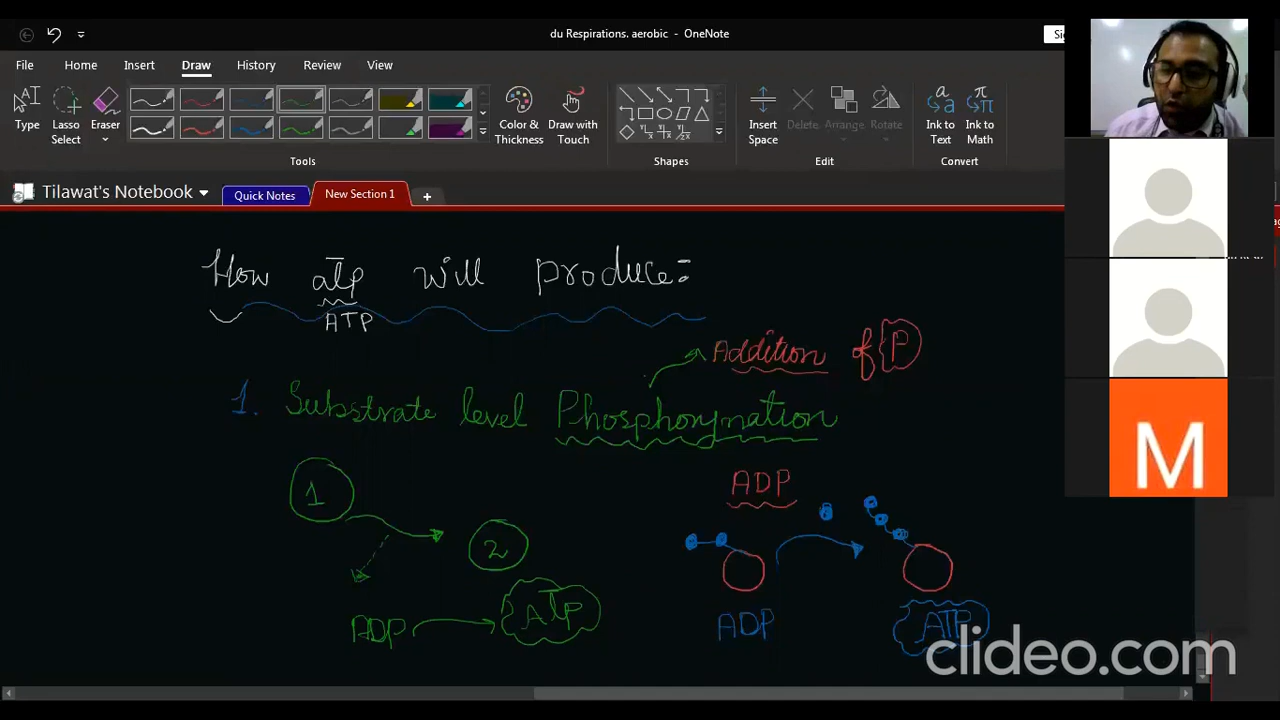 du Respirations. aerobic - OneNote
Si
File Home Insert Draw History Review View
Type
Lasso Select
Eraser
Color & Thickness
Draw with Touch
Insert Space
Delete
Arrange
Rotate
Ink to Text
Ink to Math
Tools
Shapes
Edit
Convert
Tilawat's Notebook
Quick Notes
New Section 1
How atp will produce:
ATP
Addition of P
1. Substrate level Phosphorynation
ADP
1
2
ADP
ATP
ADP
ATP
M
clideo.com